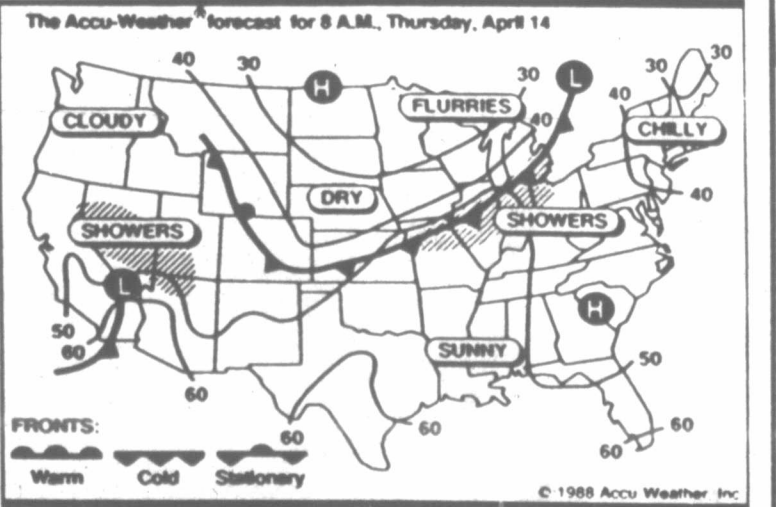 The Accu-Weather* forecast for 8 A.M., Thursday, April 14
40
30
H
30
L
30
30
40
FLURRIES
40
CLOUDY
CHILLY
DRY
40
SHOWERS
SHOWERS
L
H
50
60
SUNNY
50
60
60
60
60
60
FRONTS:
Warm
Cold
Stationary
© 1988 Accu Weather, Inc